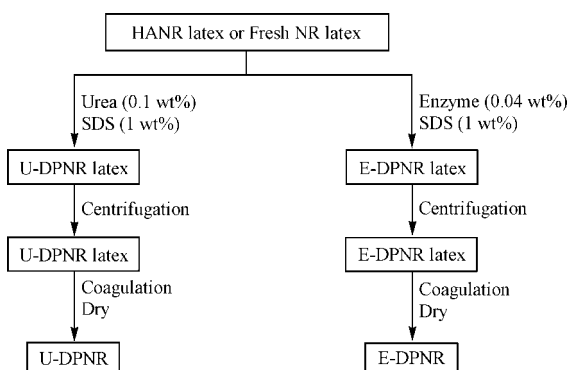 HANR latex or Fresh NR latex
Urea (0.1 wt%)
SDS (1 wt%)
Enzyme (0.04 wt%)
SDS (1 wt%)
U-DPNR latex
E-DPNR latex
Centrifugation
Centrifugation
U-DPNR latex
E-DPNR latex
Coagulation
Dry
Coagulation
Dry
U-DPNR
E-DPNR